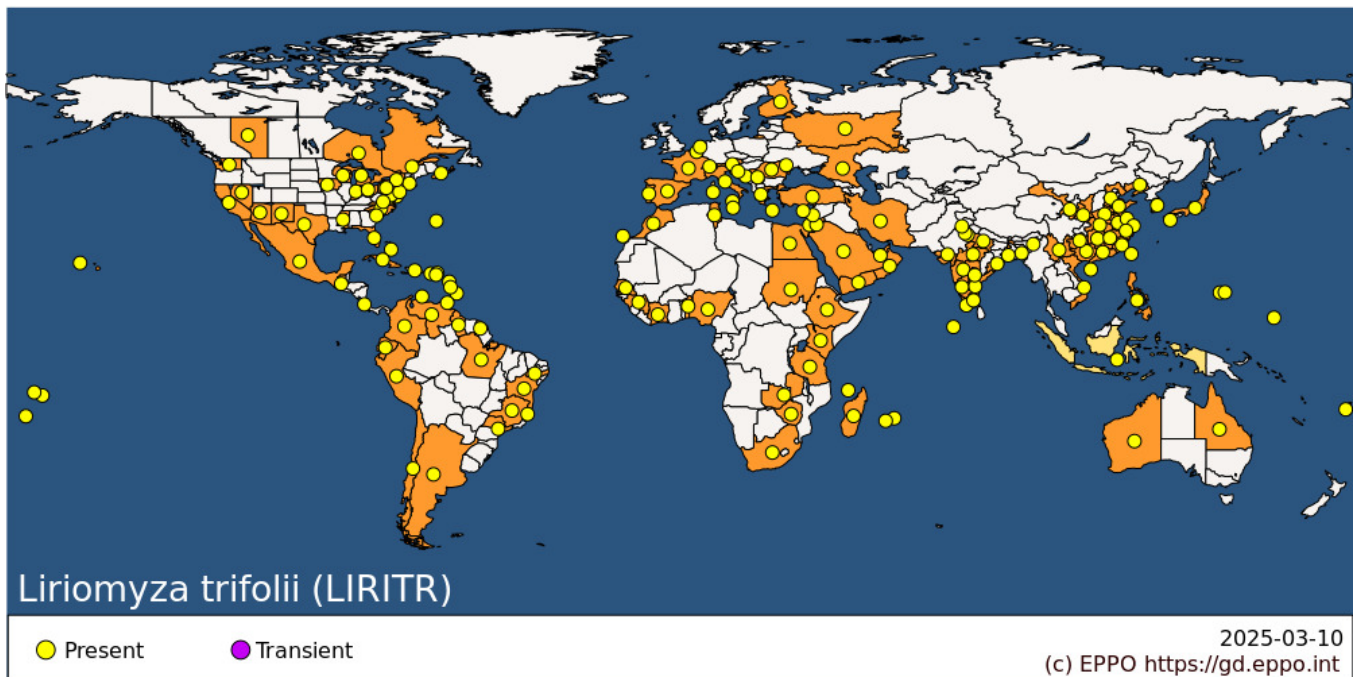 Liriomyza trifolii (LIRITR)
Present
Transient
2025-03-10
(c) EPPO https://gd.eppo.int